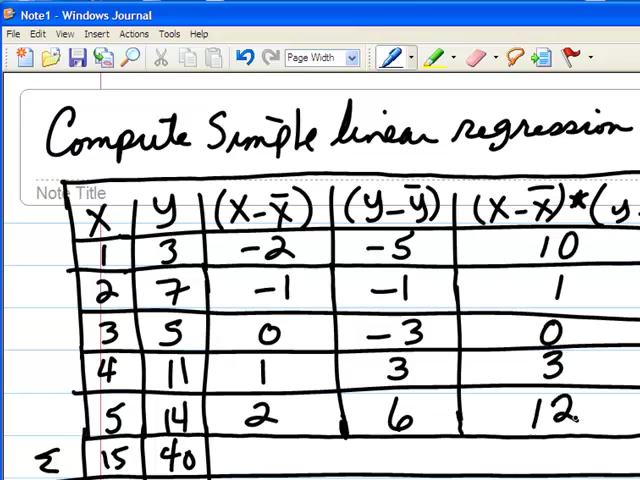 Note1 - Windows Journal
File Edit View Insert Actions Tools Help
Page Width
Compute Simple linear regression
Note Title
X Y (X-X̄) (Y-Ȳ) (X-X̄)*(Y-
1 3 -2 -5 10
2 7 -1 -1 1
3 5 0 -3 0
4 11 1 3 3
5 14 2 6 12
Σ 15 40